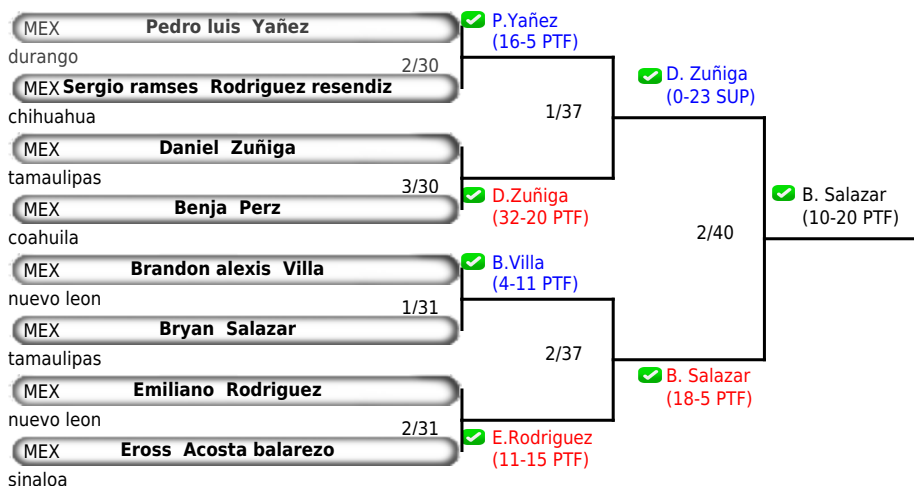 MEX Pedro luis Yañez
durango
2/30
MEX Sergio ramses Rodriguez resendiz
chihuahua
MEX Daniel Zuñiga
tamaulipas
3/30
MEX Benja Perz
coahuila
MEX Brandon alexis Villa
nuevo leon
1/31
MEX Bryan Salazar
tamaulipas
MEX Emiliano Rodriguez
nuevo leon
2/31
MEX Eross Acosta balarezo
sinaloa
P.Yañez
(16-5 PTF)
1/37
D.Zuñiga
(32-20 PTF)
B.Villa
(4-11 PTF)
2/37
E.Rodriguez
(11-15 PTF)
D. Zuñiga
(0-23 SUP)
2/40
B. Salazar
(18-5 PTF)
B. Salazar
(10-20 PTF)